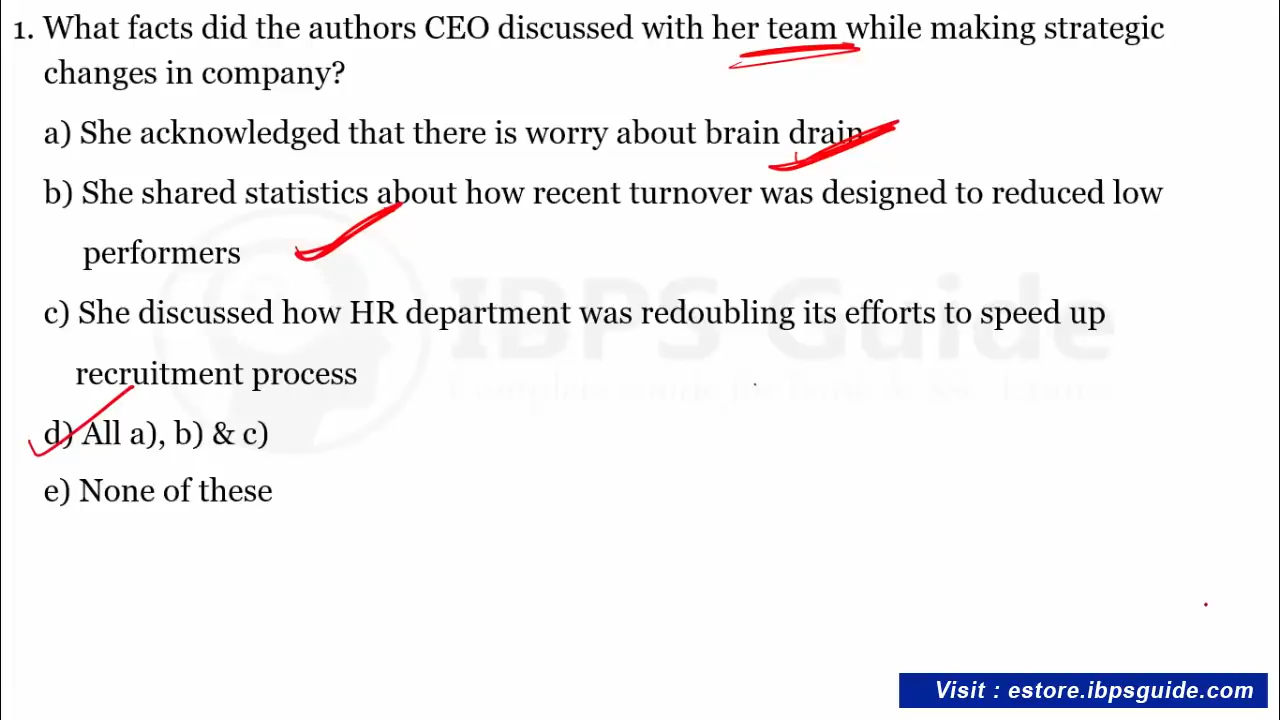 1. What facts did the authors CEO discussed with her team while making strategic
changes in company?
a) She acknowledged that there is worry about brain drain
b) She shared statistics about how recent turnover was designed to reduced low
performers
c) She discussed how HR department was redoubling its efforts to speed up
recruitment process
d) All a), b) & c)
e) None of these
IBPS Guide
Visit : estore.ibpsguide.com